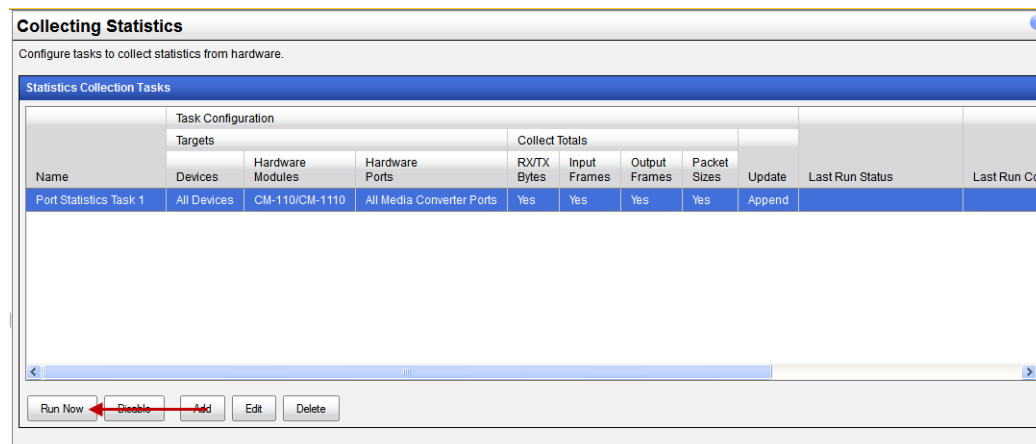 Collecting Statistics
Configure tasks to collect statistics from hardware.
Statistics Collection Tasks
Task Configuration
Targets Collect Totals
Name Devices Hardware Modules Hardware Ports RX/TX Bytes Input Frames Output Frames Packet Sizes Update Last Run Status Last Run Co
Port Statistics Task 1 All Devices CM-110/CM-1110 All Media Converter Ports Yes Yes Yes Yes Append
Run Now Disable Add Edit Delete